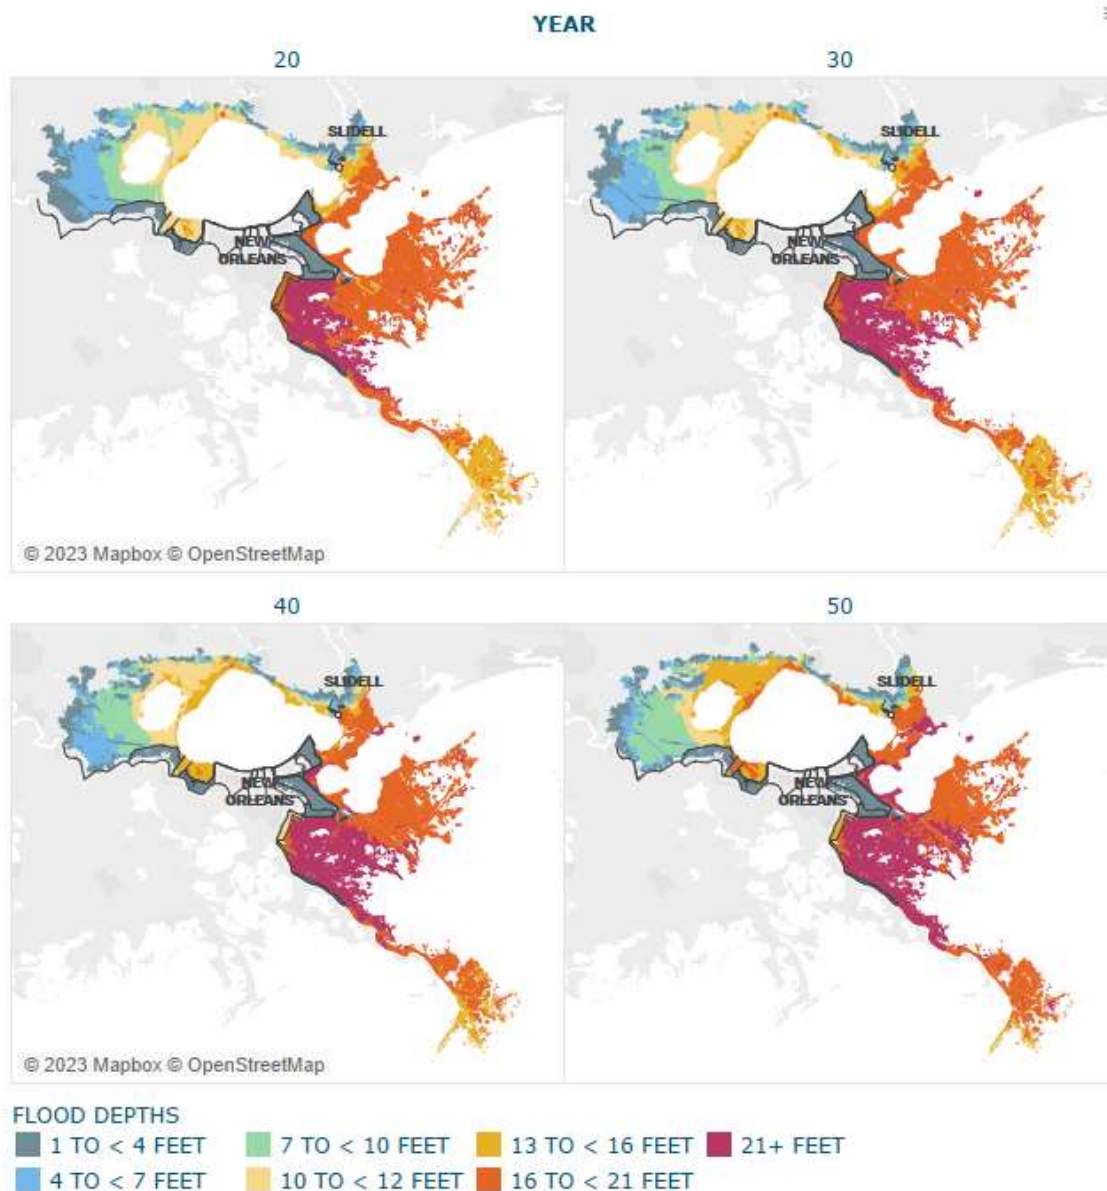 YEAR
20
30
SLIDELL
SLIDELL
NEW
ORLEANS
NEW
ORLEANS
© 2023 Mapbox © OpenStreetMap
40
50
SLIDELL
SLIDELL
NEW
ORLEANS
NEW
ORLEANS
© 2023 Mapbox © OpenStreetMap
FLOOD DEPTHS
1 TO < 4 FEET
7 TO < 10 FEET
13 TO < 16 FEET
21+ FEET
4 TO < 7 FEET
10 TO < 12 FEET
16 TO < 21 FEET